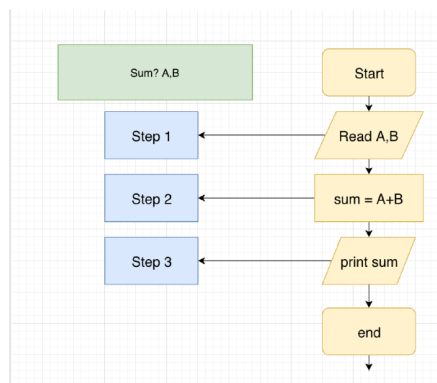 Sum? A,B
Start
Step 1
Read A,B
Step 2
sum = A+B
Step 3
print sum
end